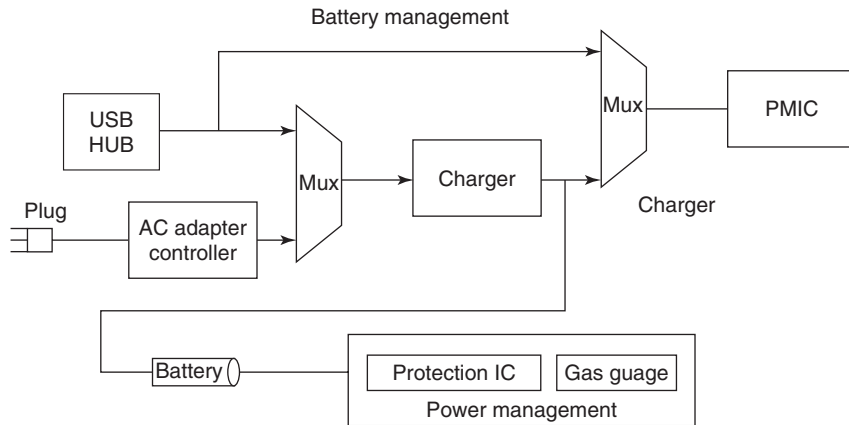 Battery management
USB
HUB
Mux
PMIC
Mux
Charger
Charger
Plug
AC adapter
controller
Battery
Protection IC
Gas guage
Power management